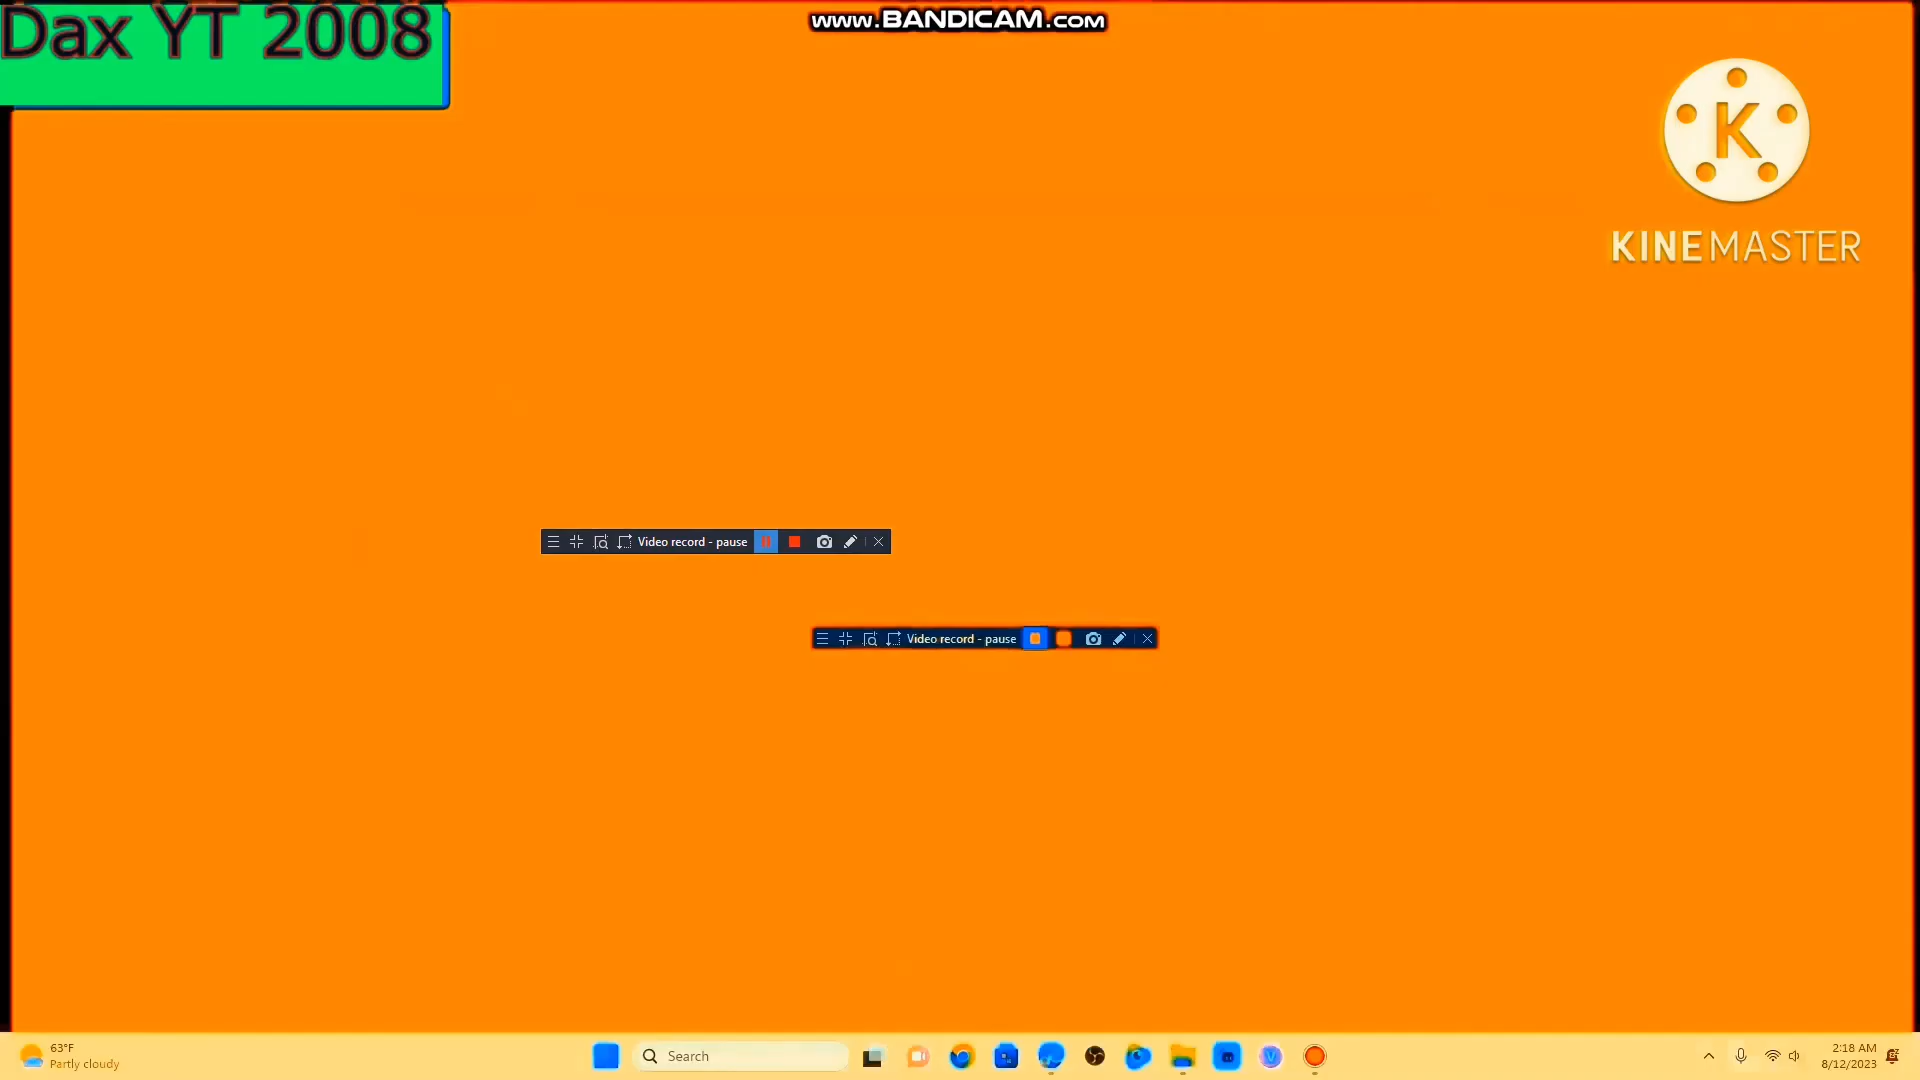 Dax YT 2008
www.BANDICAM.com
K
KINEMASTER
Video record - pause
Video record - pause
63°F
Partly cloudy
Search
2:18 AM
8/12/2023